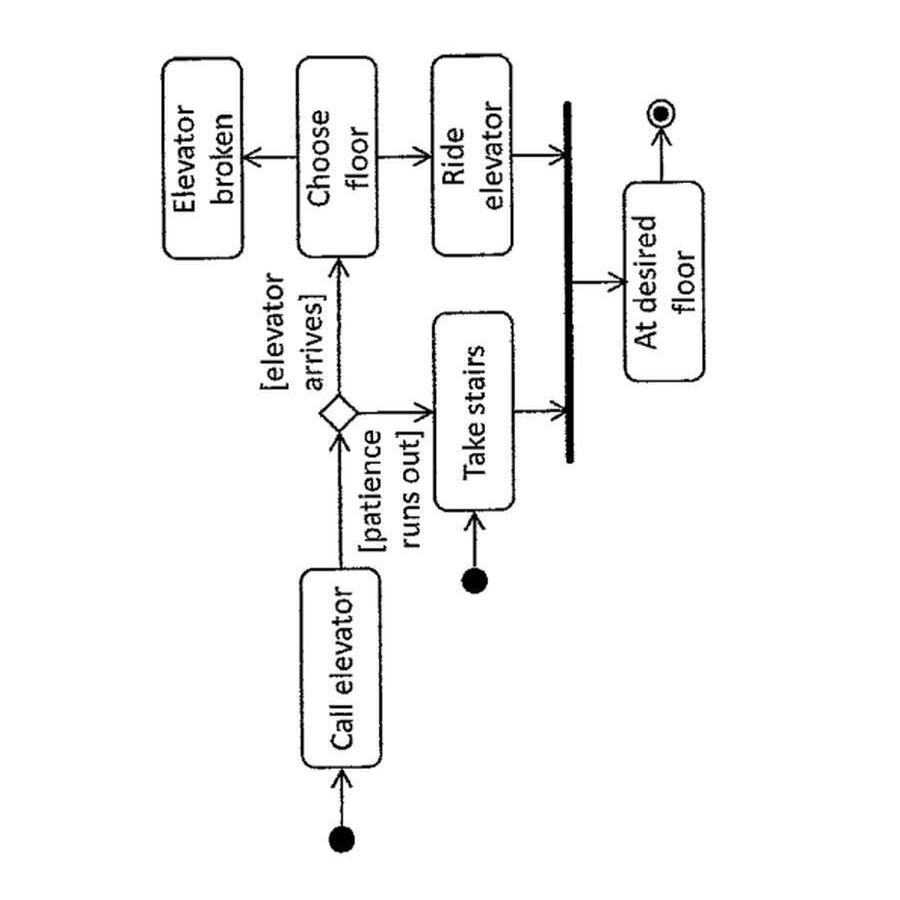 Call elevator
[elevator
arrives]
[patience
runs out]
Elevator
broken
Choose
floor
Ride
elevator
Take stairs
At desired
floor